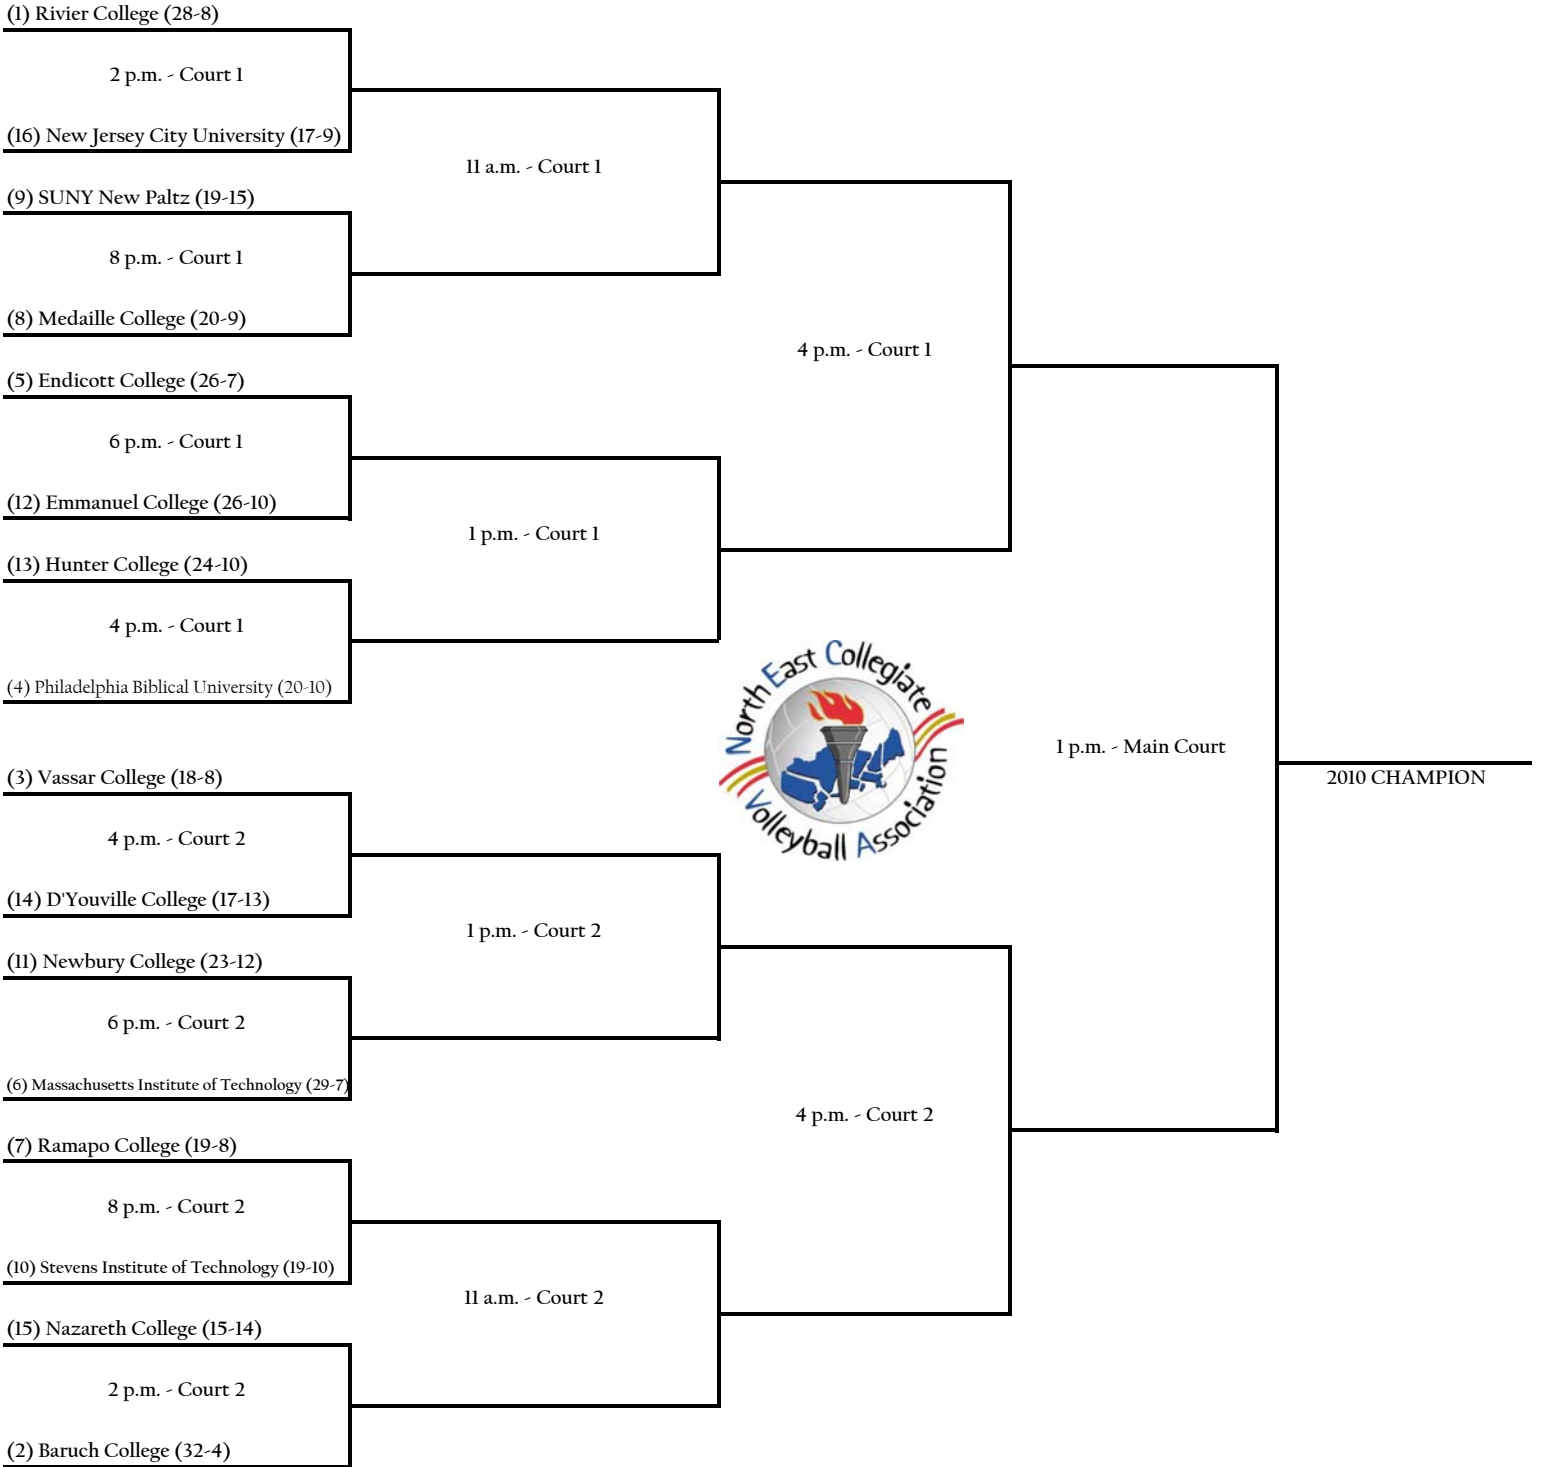 (1) Rivier College (28-8)
2 p.m. - Court 1
(16) New Jersey City University (17-9)
11 a.m. - Court 1
(9) SUNY New Paltz (19-15)
8 p.m. - Court 1
(8) Medaille College (20-9)
4 p.m. - Court 1
(5) Endicott College (26-7)
6 p.m. - Court 1
(12) Emmanuel College (26-10)
1 p.m. - Court 1
(13) Hunter College (24-10)
4 p.m. - Court 1
(4) Philadelphia Biblical University (20-10)
North East Collegiate
Volleyball Association
1 p.m. - Main Court
2010 CHAMPION
(3) Vassar College (18-8)
4 p.m. - Court 2
(14) D'Youville College (17-13)
1 p.m. - Court 2
(11) Newbury College (23-12)
6 p.m. - Court 2
(6) Massachusetts Institute of Technology (29-7)
4 p.m. - Court 2
(7) Ramapo College (19-8)
8 p.m. - Court 2
(10) Stevens Institute of Technology (19-10)
11 a.m. - Court 2
(15) Nazareth College (15-14)
2 p.m. - Court 2
(2) Baruch College (32-4)